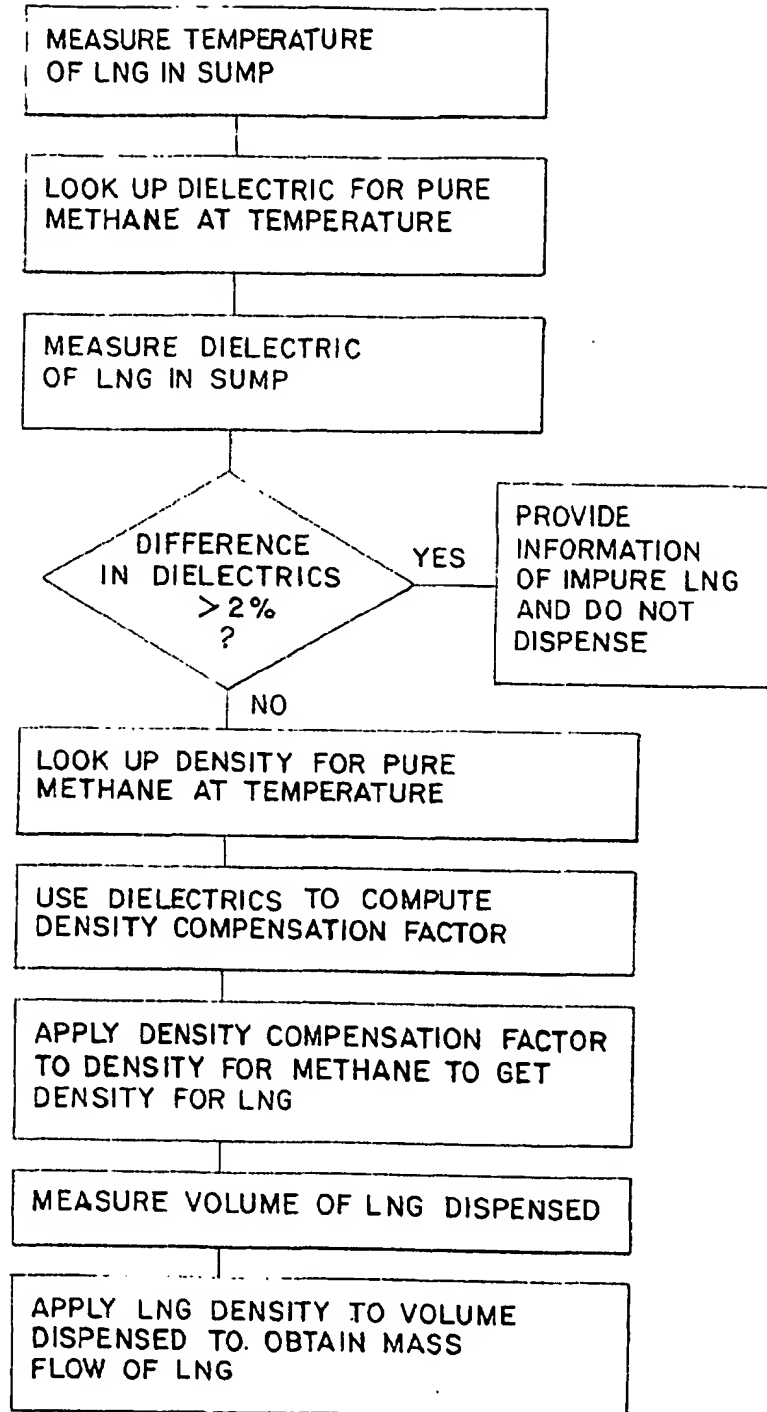 MEASURE TEMPERATURE
OF LNG IN SUMP
LOOK UP DIELECTRIC FOR PURE
METHANE AT TEMPERATURE
MEASURE DIELECTRIC
OF LNG IN SUMP
DIFFERENCE
IN DIELECTRICS
>2%
?
YES
PROVIDE
INFORMATION
OF IMPURE LNG
AND DO NOT
DISPENSE
NO
LOOK UP DENSITY FOR PURE
METHANE AT TEMPERATURE
USE DIELECTRICS TO COMPUTE
DENSITY COMPENSATION FACTOR
APPLY DENSITY COMPENSATION FACTOR
TO DENSITY FOR METHANE TO GET
DENSITY FOR LNG
MEASURE VOLUME OF LNG DISPENSED
APPLY LNG DENSITY TO VOLUME
DISPENSED TO. OBTAIN MASS
FLOW OF LNG